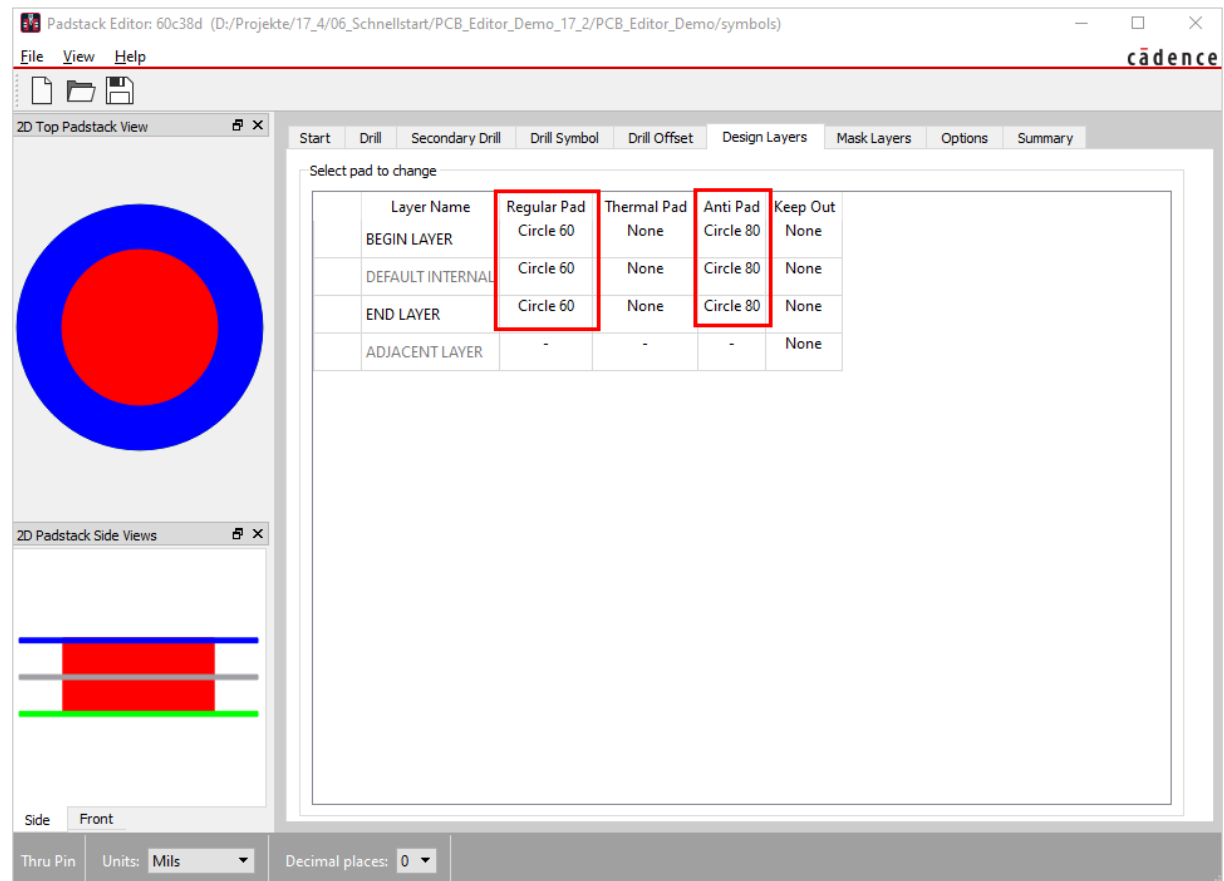 Padstack Editor: 60c38d (D:/Projekte/17_4/06_Schnellstart/PCB_Editor_Demo_17_2/PCB_Editor_Demo/symbols)
File View Help
cādence
2D Top Padstack View
Start Drill Secondary Drill Drill Symbol Drill Offset Design Layers Mask Layers Options Summary
Select pad to change
Layer Name Regular Pad Thermal Pad Anti Pad Keep Out
BEGIN LAYER Circle 60 None Circle 80 None
DEFAULT INTERNAL Circle 60 None Circle 80 None
END LAYER Circle 60 None Circle 80 None
ADJACENT LAYER - - - None
2D Padstack Side Views
Side Front
Thru Pin Units: Mils Decimal places: 0